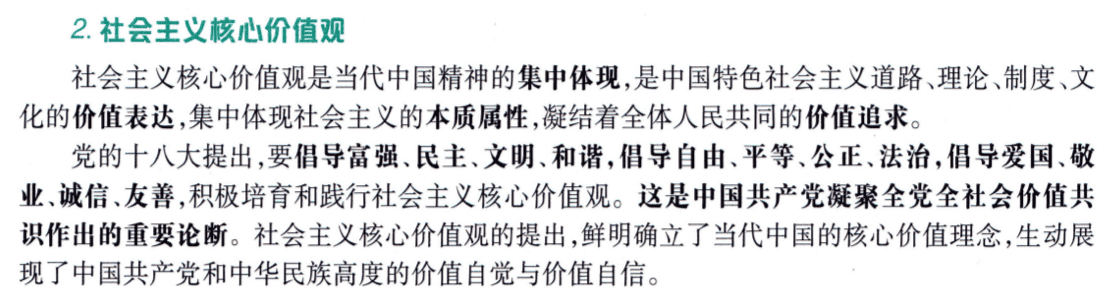 2. 社会主义核心价值观
社会主义核心价值观是当代中国精神的集中体现,是中国特色社会主义道路、理论、制度、文
化的价值表达,集中体现社会主义的本质属性,凝结着全体人民共同的价值追求。
党的十八大提出,要倡导富强、民主、文明、和谐,倡导自由、平等、公正、法治,倡导爱国、敬
业、诚信、友善,积极培育和践行社会主义核心价值观。这是中国共产党凝聚全党全社会价值共
识作出的重要论断。社会主义核心价值观的提出,鲜明确立了当代中国的核心价值理念,生动展
现了中国共产党和中华民族高度的价值自觉与价值自信。